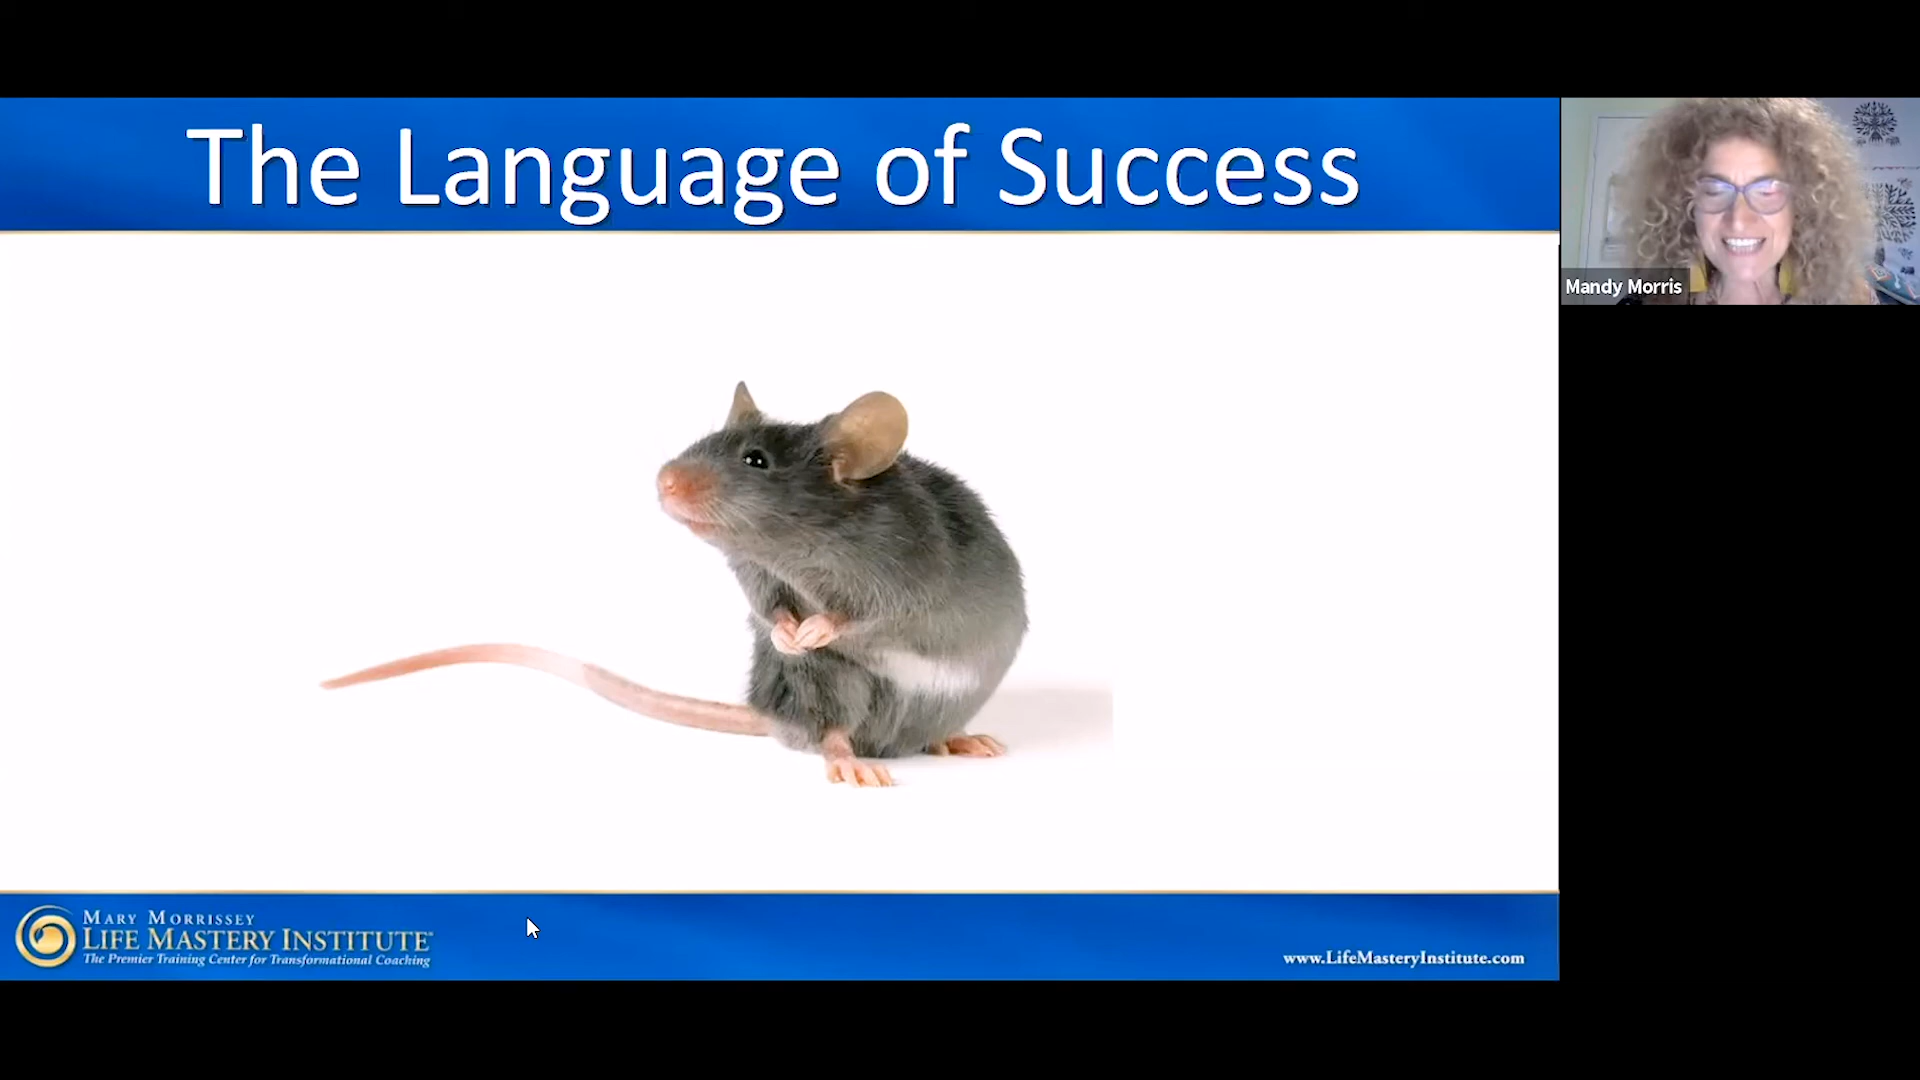 The Language of Success
Mandy Morris
MARY MORRISSEY
LIFE MASTERY INSTITUTE
The Premier Training Center for Transformational Coaching
www.LifeMasteryInstitute.com